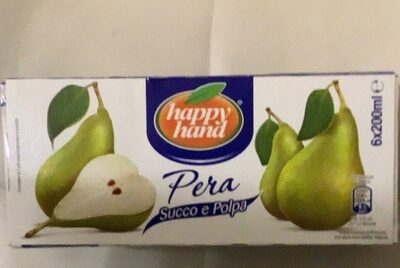 happy
hand
Pera
Succo e Polpa
6x200ml e